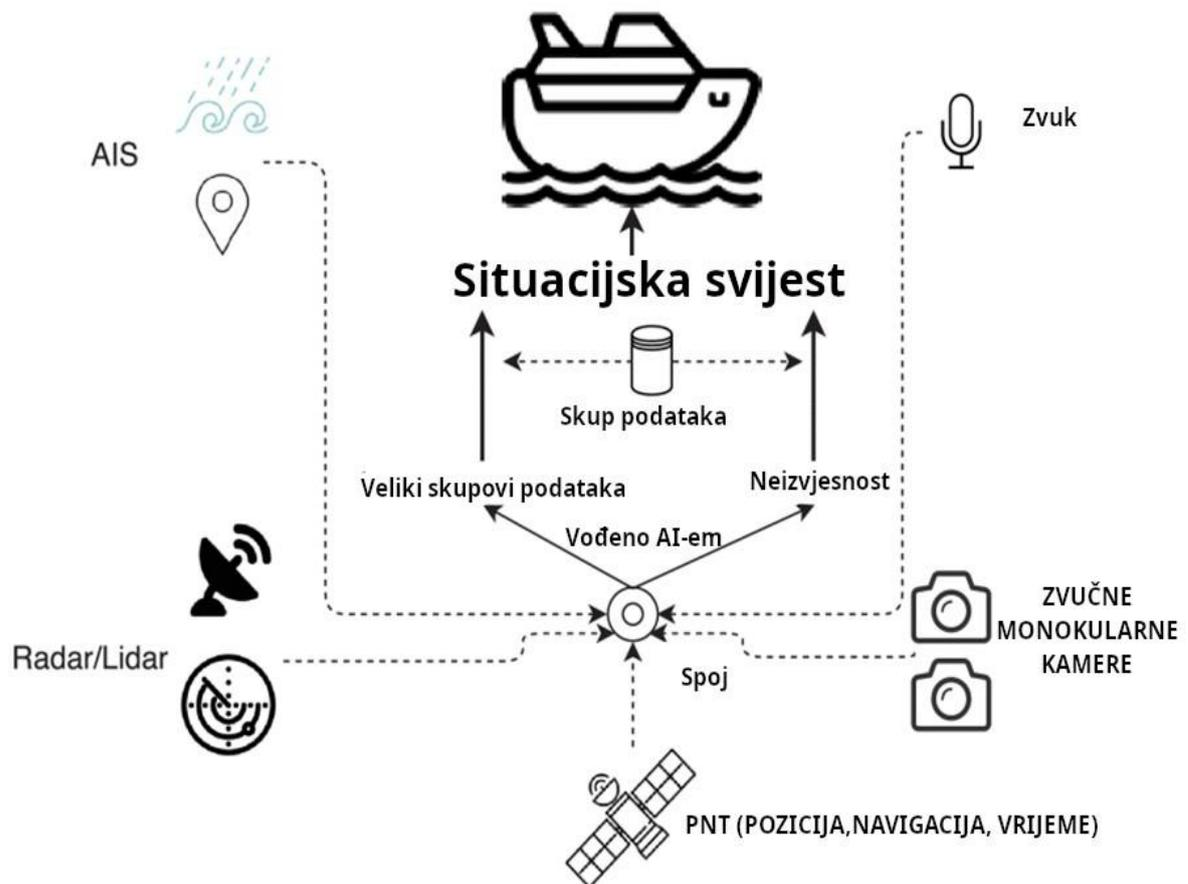 AIS
Zvuk
Situacijska svijest
Skup podataka
Veliki skupovi podataka
Neizvjesnost
Vođeno AI-em
Radar/Lidar
ZVUČNE
MONOKULARNE
KAMERE
Spoj
PNT (POZICIJA,NAVIGACIJA, VRIJEME)